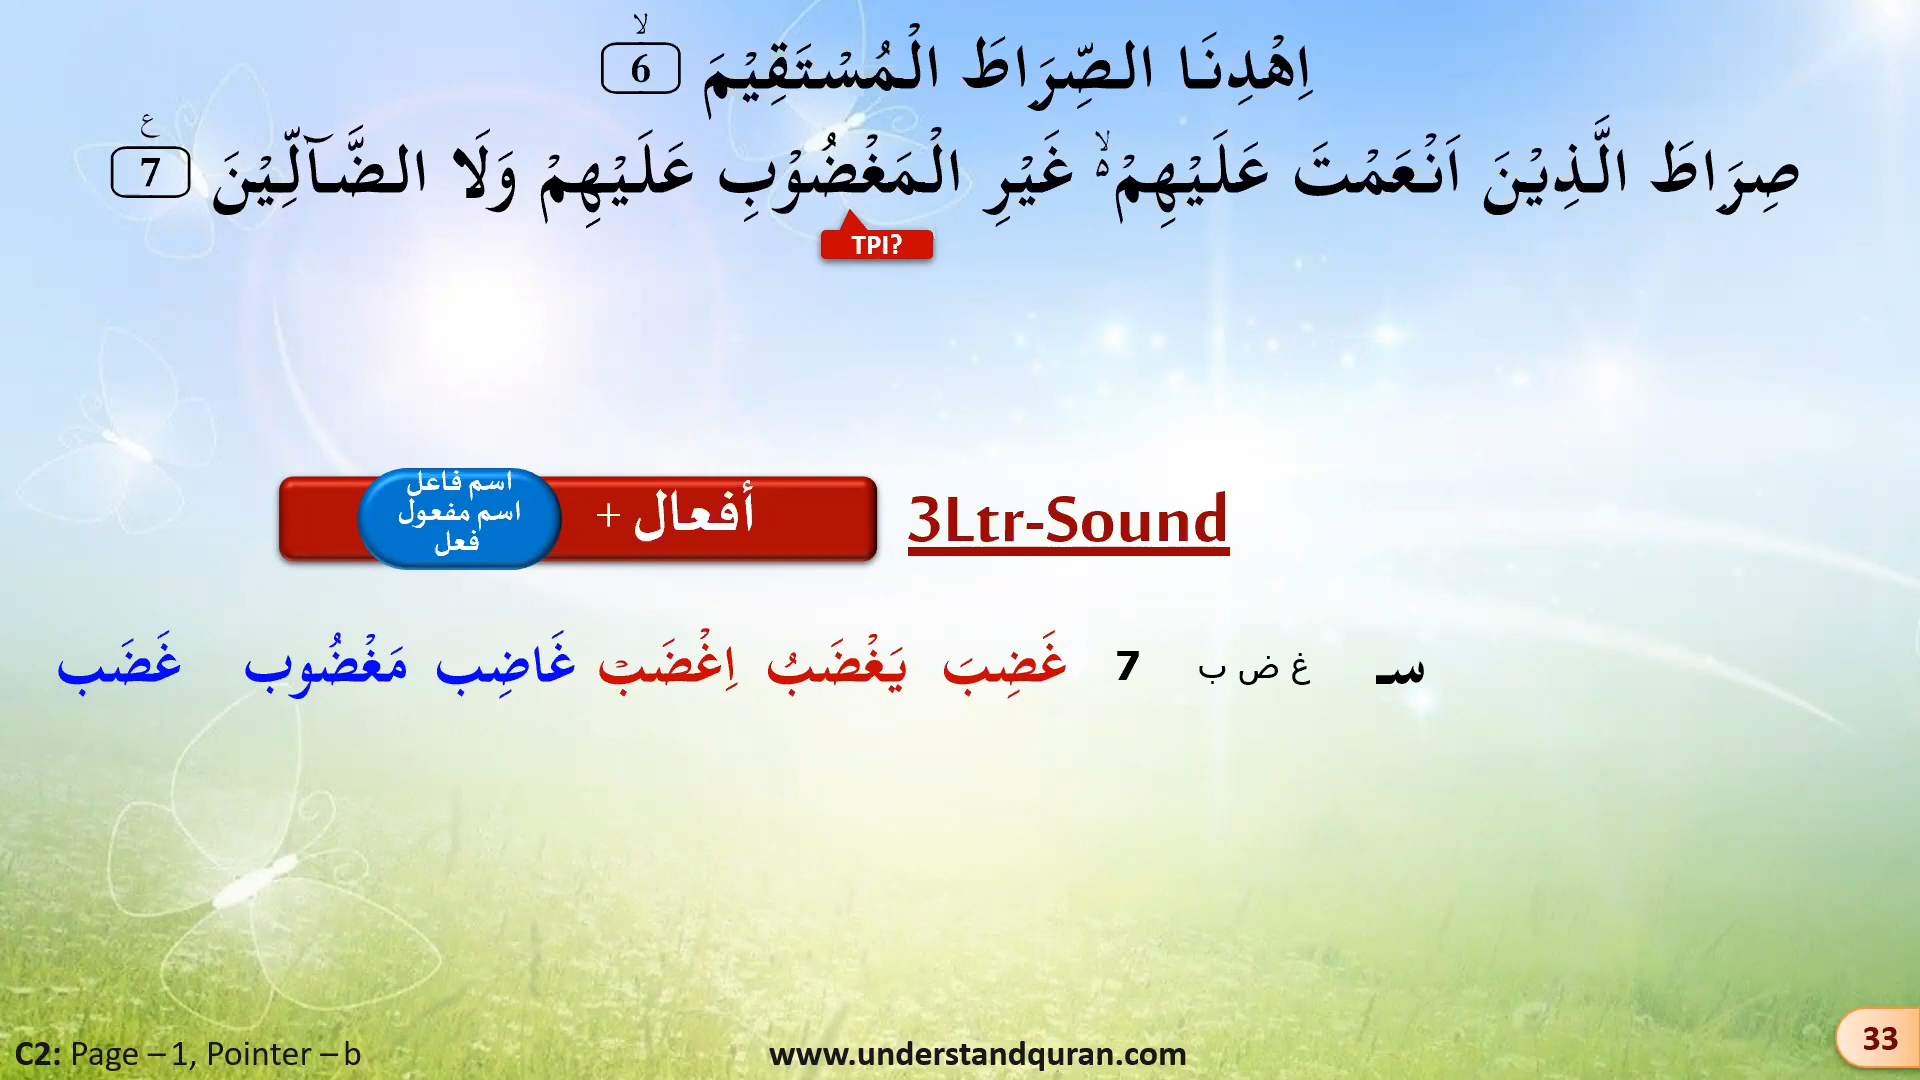 اِهْدِنَا الصِّرَاطَ الْمُسْتَقِيْمَ ۙ 6
صِرَاطَ الَّذِيْنَ اَنْعَمْتَ عَلَيْهِمْ ۙ۬ غَيْرِ الْمَغْضُوْبِ عَلَيْهِمْ وَلَا الضَّآلِّيْنَ ع 7
TPI?
3Ltr-Sound
أفعال +
اسم فاعل
اسم مفعول
فعل
سـ غ ض ب 7 غَضِبَ يَغْضَبُ اِغْضَبْ غَاضِب مَغْضُوب غَضَب
C2: Page – 1, Pointer – b
www.understandquran.com
33